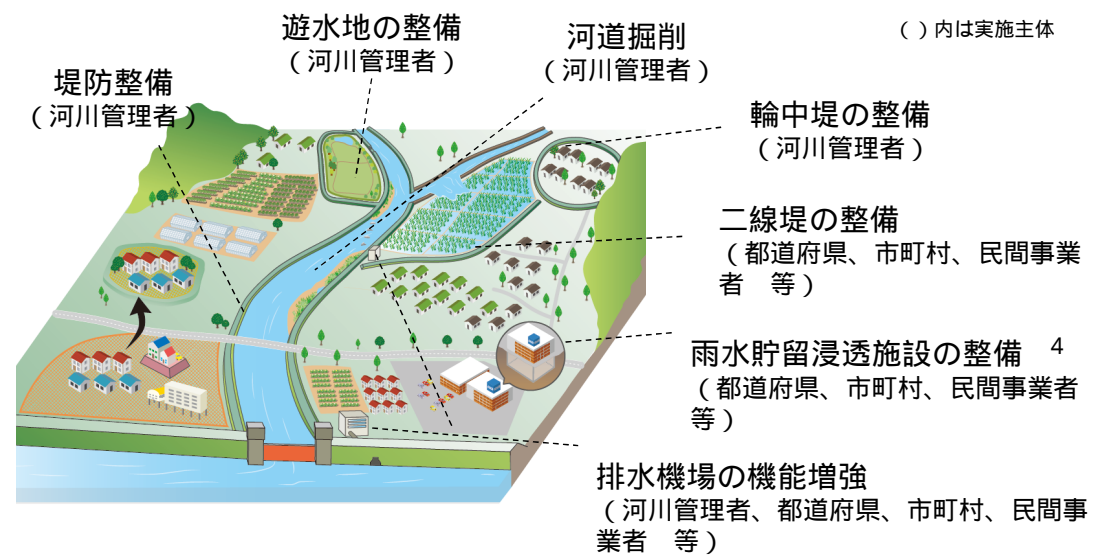 遊水地の整備
（河川管理者）
河道掘削
（河川管理者）
（ ）内は実施主体
堤防整備
（河川管理者）
輪中堤の整備
（河川管理者）
二線堤の整備
（都道府県、市町村、民間事業
者　等）
雨水貯留浸透施設の整備 4
（都道府県、市町村、民間事業者
等）
排水機場の機能増強
（河川管理者、都道府県、市町村、民間事
業者　等）